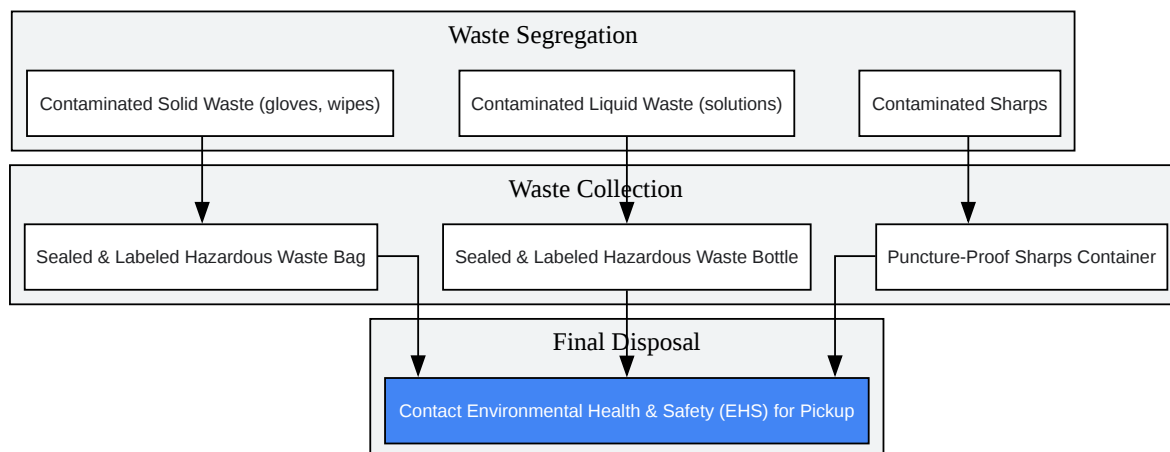 Waste Segregation
Contaminated Solid Waste (gloves, wipes)
Contaminated Liquid Waste (solutions)
Contaminated Sharps
Waste Collection
Sealed & Labeled Hazardous Waste Bag
Sealed & Labeled Hazardous Waste Bottle
Puncture-Proof Sharps Container
Final Disposal
Contact Environmental Health & Safety (EHS) for Pickup